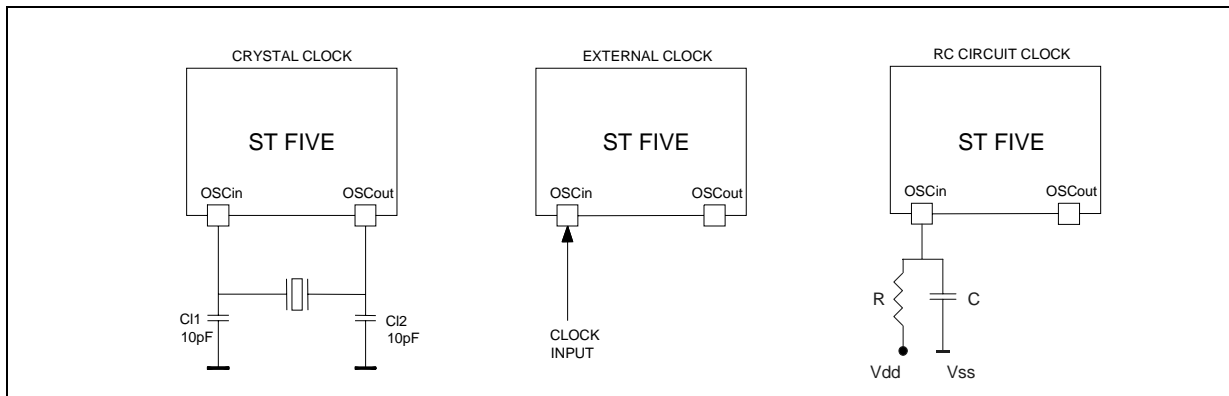 CRYSTAL CLOCK
ST FIVE
OSCin
OSCout
Cl1
10pF
Cl2
10pF
EXTERNAL CLOCK
ST FIVE
OSCin
OSCout
CLOCK
INPUT
RC CIRCUIT CLOCK
ST FIVE
OSCin
OSCout
R
C
Vdd
Vss